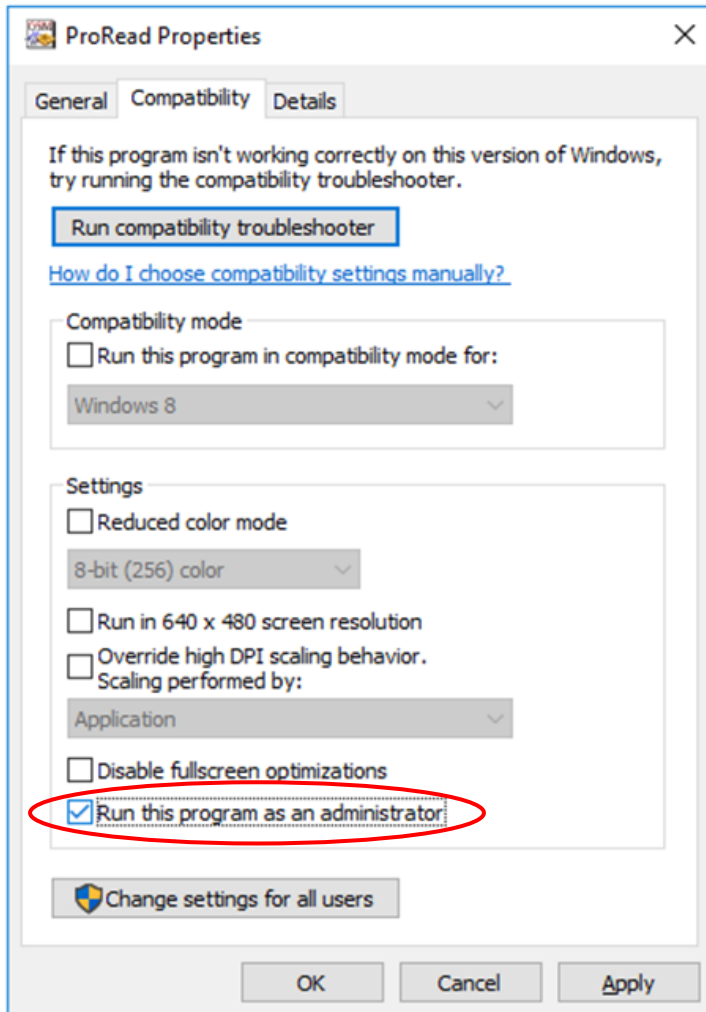 ProRead Properties
General Compatibility Details
If this program isn't working correctly on this version of Windows,
try running the compatibility troubleshooter.
Run compatibility troubleshooter
How do I choose compatibility settings manually?
Compatibility mode
Run this program in compatibility mode for:
Windows 8
Settings
Reduced color mode
8-bit (256) color
Run in 640 x 480 screen resolution
Override high DPI scaling behavior.
Scaling performed by:
Application
Disable fullscreen optimizations
Run this program as an administrator
Change settings for all users
OK Cancel Apply